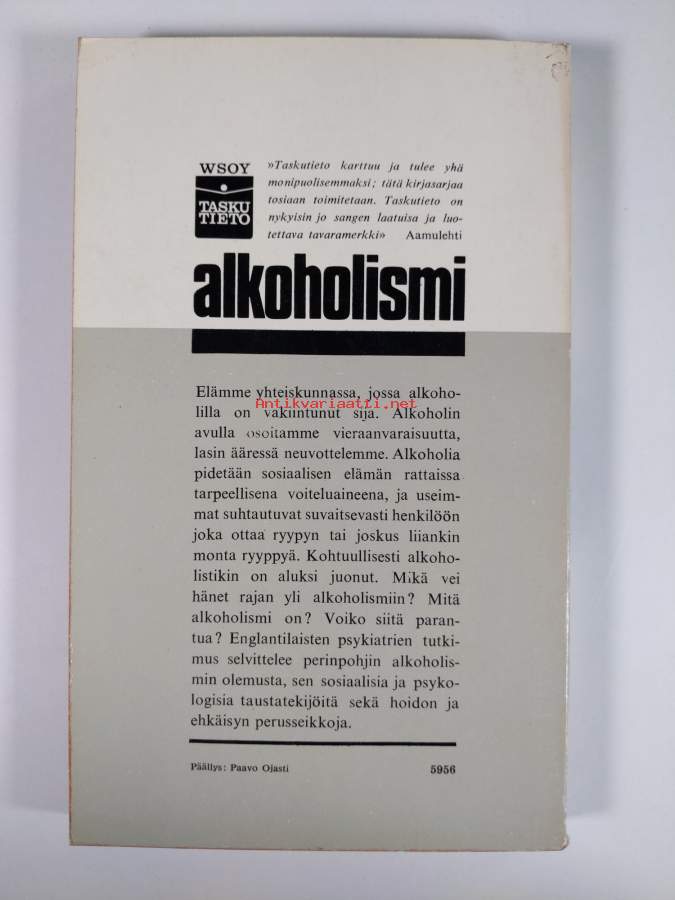 WSOY
TASKU
TIETO
»Taskutieto karttuu ja tulee yhä
monipuolisemmaksi; tätä kirjasarjaa
tosiaan toimitetaan. Taskutieto on
nykyisin jo sangen laatuisa ja luo-
tettava tavaramerkki» Aamulehti
alkoholismi
Elämme yhteiskunnassa, jossa alkoho-
Antikvariaatti.net
lilla on vakiintunut sija. Alkoholin
avulla osoitamme vieraanvaraisuutta,
lasin ääressä neuvottelemme. Alkoholia
pidetään sosiaalisen elämän rattaissa
tarpeellisena voiteluaineena, ja useim-
mat suhtautuvat suvaitsevasti henkilöön
joka ottaa ryypyn tai joskus liiankin
monta ryyppyä. Kohtuullisesti alkoho-
listikin on aluksi juonut. Mikä vei
hänet rajan yli alkoholismiin? Mitä
alkoholismi on? Voiko siitä paran-
tua? Englantilaisten psykiatrien tutki-
mus selvittelee perinpohjin alkoholis-
min olemusta, sen sosiaalisia ja psyko-
logisia taustatekijöitä sekä hoidon ja
ehkäisyn perusseikkoja.
Päällys: Paavo Ojasti 5956